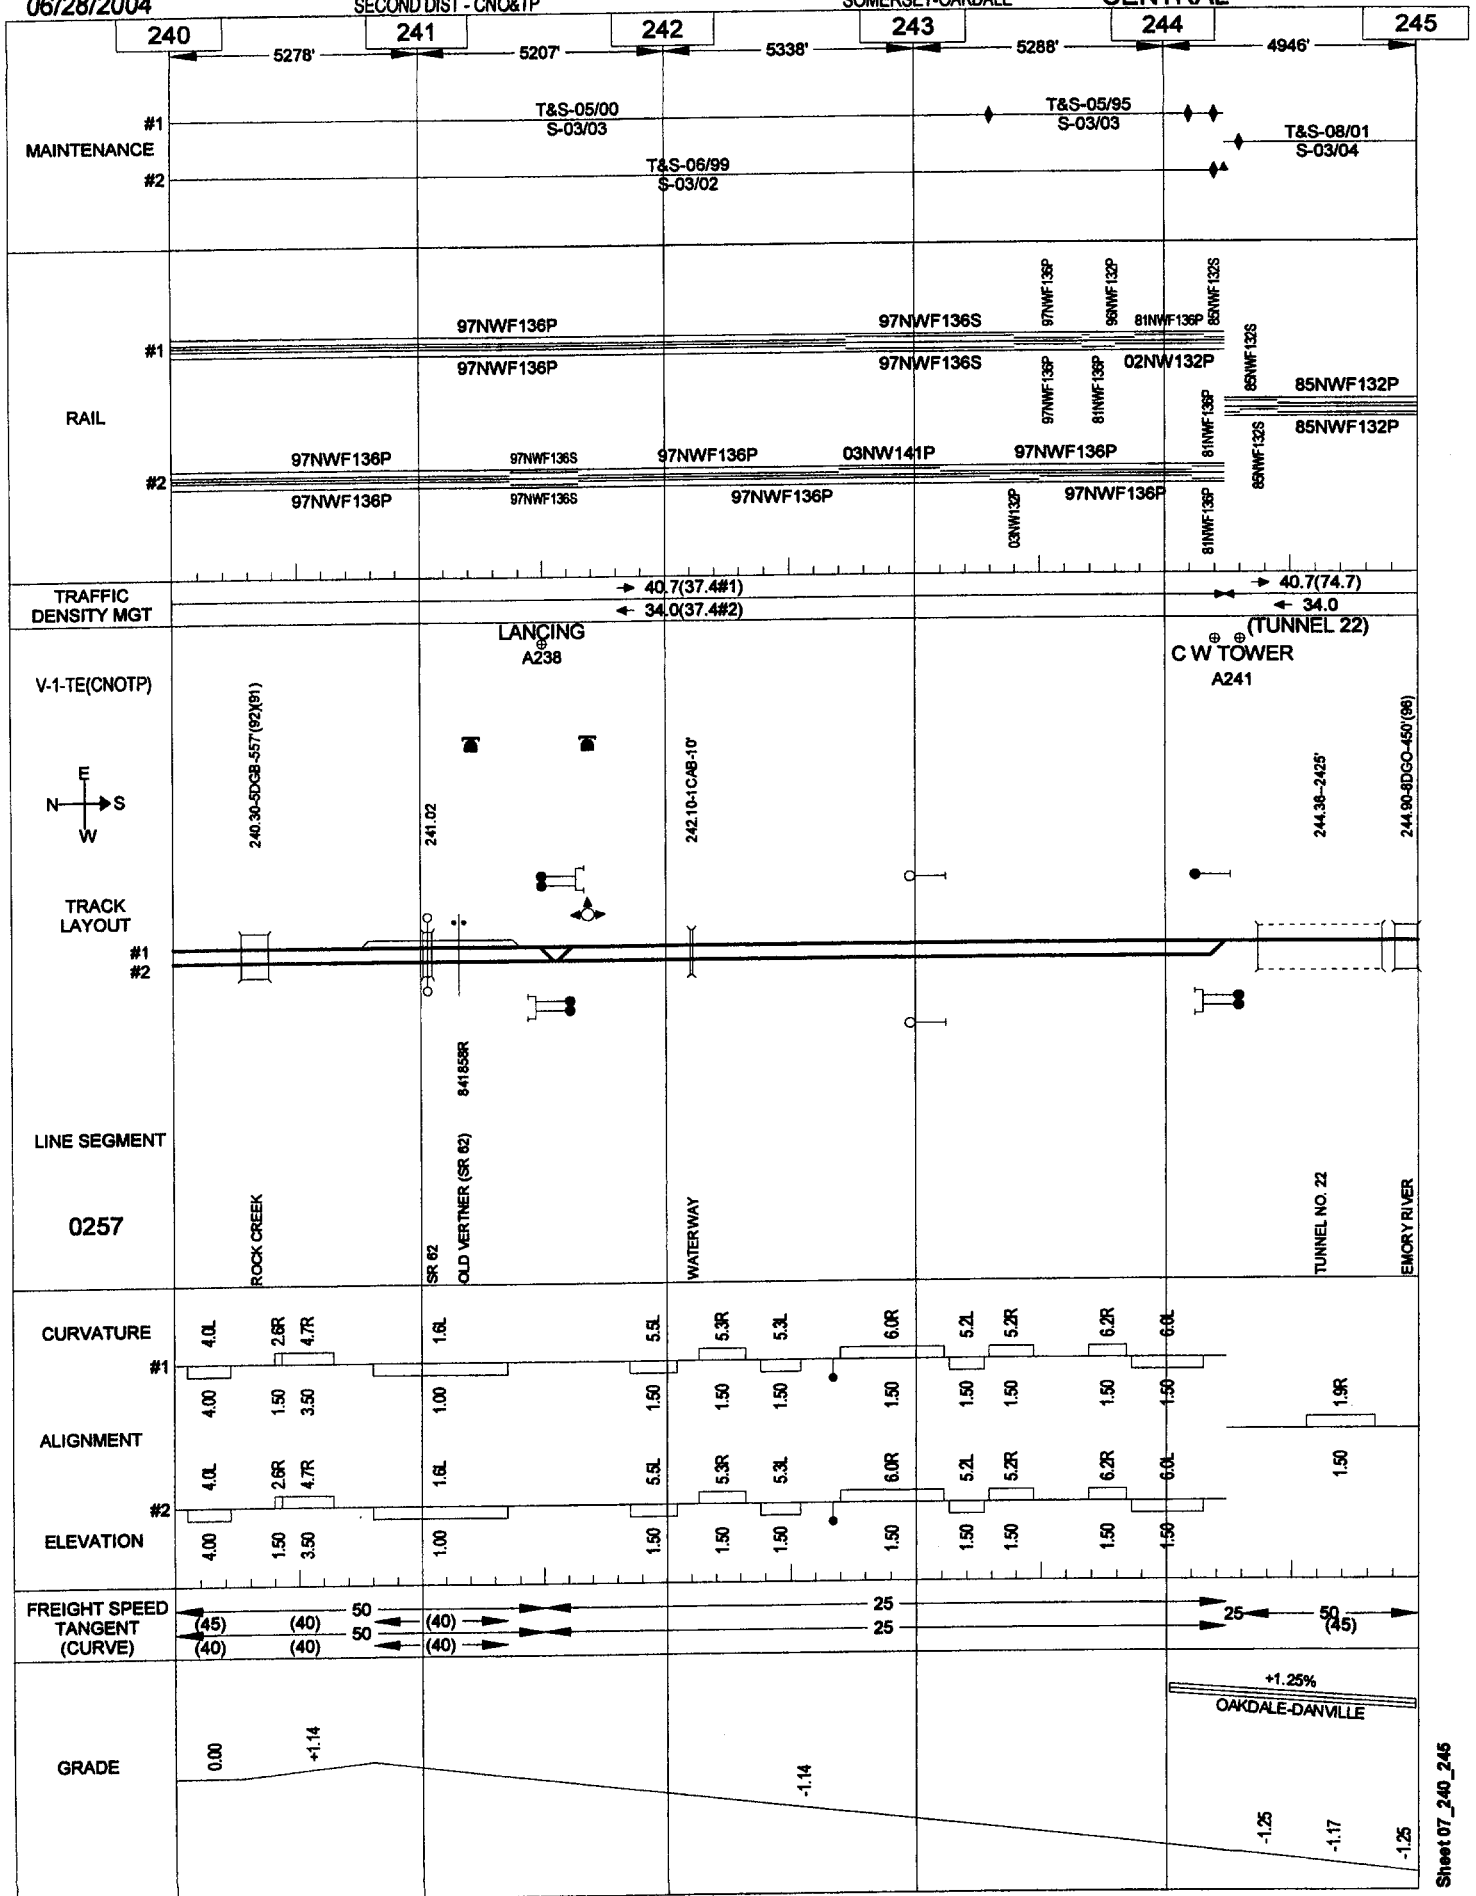 06/28/2004 SECOND DIST - CNO&TP SOMERSET-OAKDALE CENTRAL
240 241 242 243 244 245
5278' 5207' 5338' 5288' 4946'
MAINTENANCE
#1
T&S-05/00
S-03/03
T&S-05/95
S-03/03
T&S-08/01
S-03/04
#2
T&S-06/99
S-03/02
RAIL
97NWF136P 97NWF136S 97NWF136P 96NWF132P 81NWF136P 85NWF132S
#1
97NWF136P 97NWF136S 97NWF136P 81NWF136P 02NW132P
85NWF132S 85NWF132P
85NWF132S 85NWF132P
97NWF136P 97NWF136S 97NWF136P 03NW141P 97NWF136P 81NWF136P
#2
97NWF136P 97NWF136S 97NWF136P 03NW132P 97NWF136P 81NWF136P
TRAFFIC
DENSITY MGT
40.7(37.4#1) 40.7(74.7)
34.0(37.4#2) 34.0
LANCING
A238
(TUNNEL 22)
C W TOWER
A241
V-1-TE(CNOTP)
E
N S
W
240.30-5DGB-557'(92)(91)
241.02
242.10-1CAB-10'
244.36--2425'
244.90-8DGO-450'(96)
TRACK
LAYOUT
#1
#2
841858R
LINE SEGMENT
0257
ROCK CREEK
SR 62
OLD VERTNER (SR 62)
WATERWAY
TUNNEL NO. 22
EMORY RIVER
CURVATURE
4.0L 2.6R 4.7R 1.6L 5.5L 5.3R 5.3L 6.0R 5.2L 5.2R 6.2R 6.0L
#1
4.00 1.50 3.50 1.00 1.50 1.50 1.50 1.50 1.50 1.50 1.50 1.50
1.9R
1.50
ALIGNMENT
4.0L 2.6R 4.7R 1.6L 5.5L 5.3R 5.3L 6.0R 5.2L 5.2R 6.2R 6.0L
#2
4.00 1.50 3.50 1.00 1.50 1.50 1.50 1.50 1.50 1.50 1.50 1.50
ELEVATION
FREIGHT SPEED
TANGENT
(CURVE)
50 25 25 50
(45) (40) (40) (45)
50 25
(40) (40) (40)
+1.25%
OAKDALE-DANVILLE
GRADE
0.00 +1.14 -1.14 -1.25 -1.17 -1.25
Sheet 07_240_245